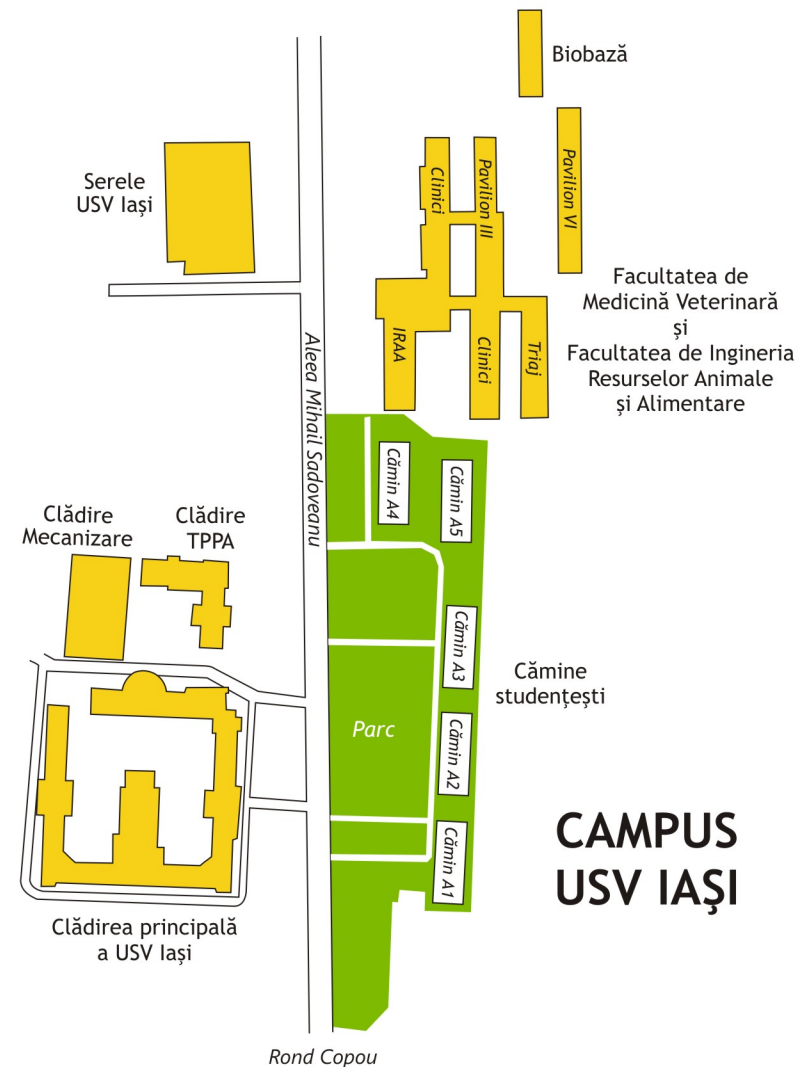 Biobază
Serele
USV Iaşi
Clinici
Pavilion III
Pavilion VI
Facultatea de
Medicină Veterinară
şi
Facultatea de Ingineria
Resurselor Animale
şi Alimentare
IRAA
Clinici
Triaj
Aleea Mihail Sadoveanu
Cămin A4
Cămin A5
Clădire
Mecanizare
Clădire
TPPA
Cămin A3
Cămine
studenţeşti
Parc
Cămin A2
Cămin A1
CAMPUS
USV IAŞI
Clădirea principală
a USV Iaşi
Rond Copou